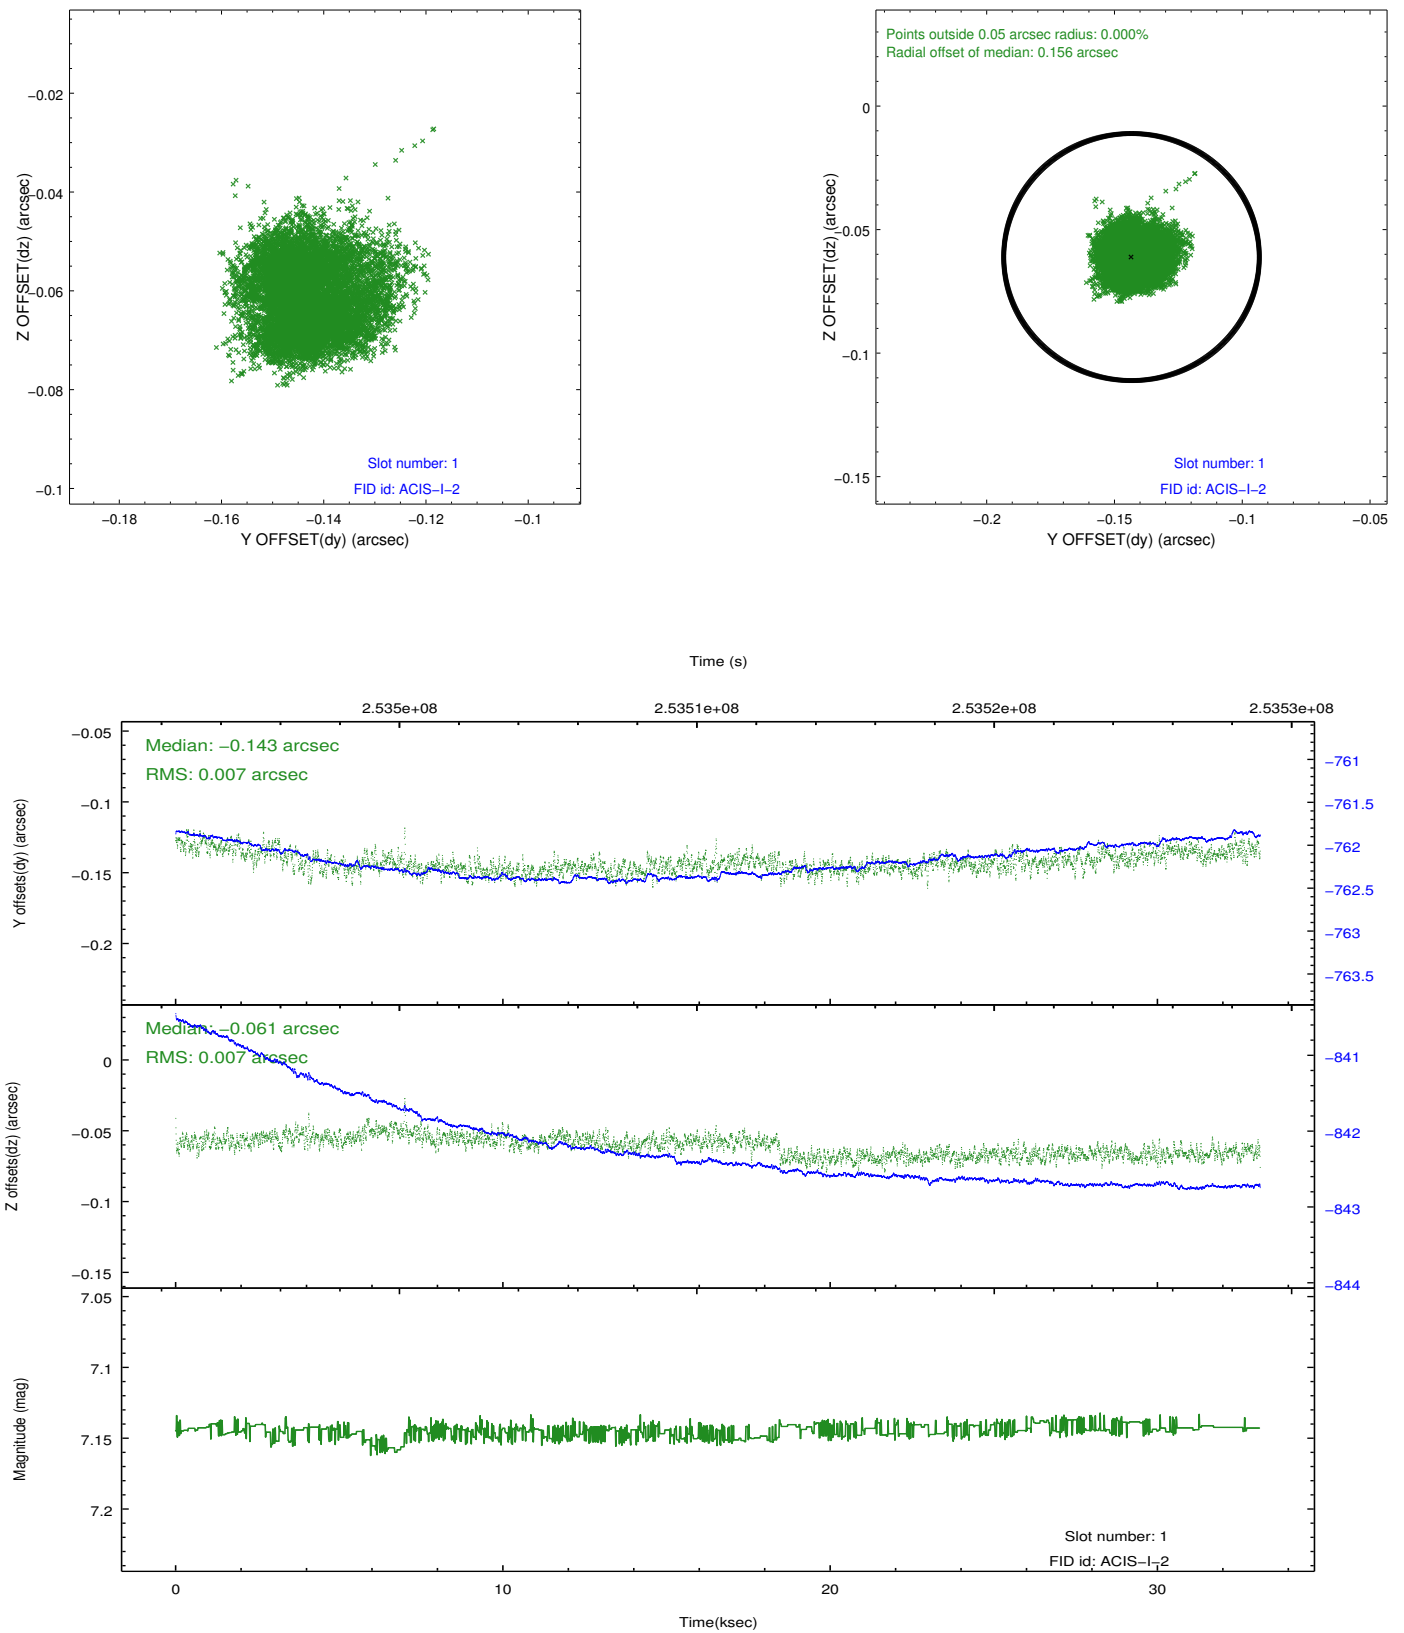 −0.02
−0.04
−0.06
−0.08
−0.1
Z OFFSET(dz) (arcsec)
Slot number: 1
FID id: ACIS−I−2
−0.18
−0.16
−0.14
−0.12
−0.1
Y OFFSET(dy) (arcsec)
Points outside 0.05 arcsec radius: 0.000%
Radial offset of median: 0.156 arcsec
0
−0.05
−0.1
−0.15
Z OFFSET(dz) (arcsec)
Slot number: 1
FID id: ACIS−I−2
−0.2
−0.15
−0.1
−0.05
Y OFFSET(dy) (arcsec)
Time (s)
2.535e+08
2.5351e+08
2.5352e+08
2.5353e+08
Median: −0.143 arcsec
RMS: 0.007 arcsec
−0.05
−0.1
−0.15
−0.2
Y offsets(dy) (arcsec)
−761
−761.5
−762
−762.5
−763
−763.5
Median: −0.061 arcsec
RMS: 0.007 arcsec
0
−0.05
−0.1
−0.15
Z offsets(dz) (arcsec)
−841
−842
−843
−844
7.05
7.1
7.15
7.2
Magnitude (mag)
Slot number: 1
FID id: ACIS−I−2
0
10
20
30
Time(ksec)